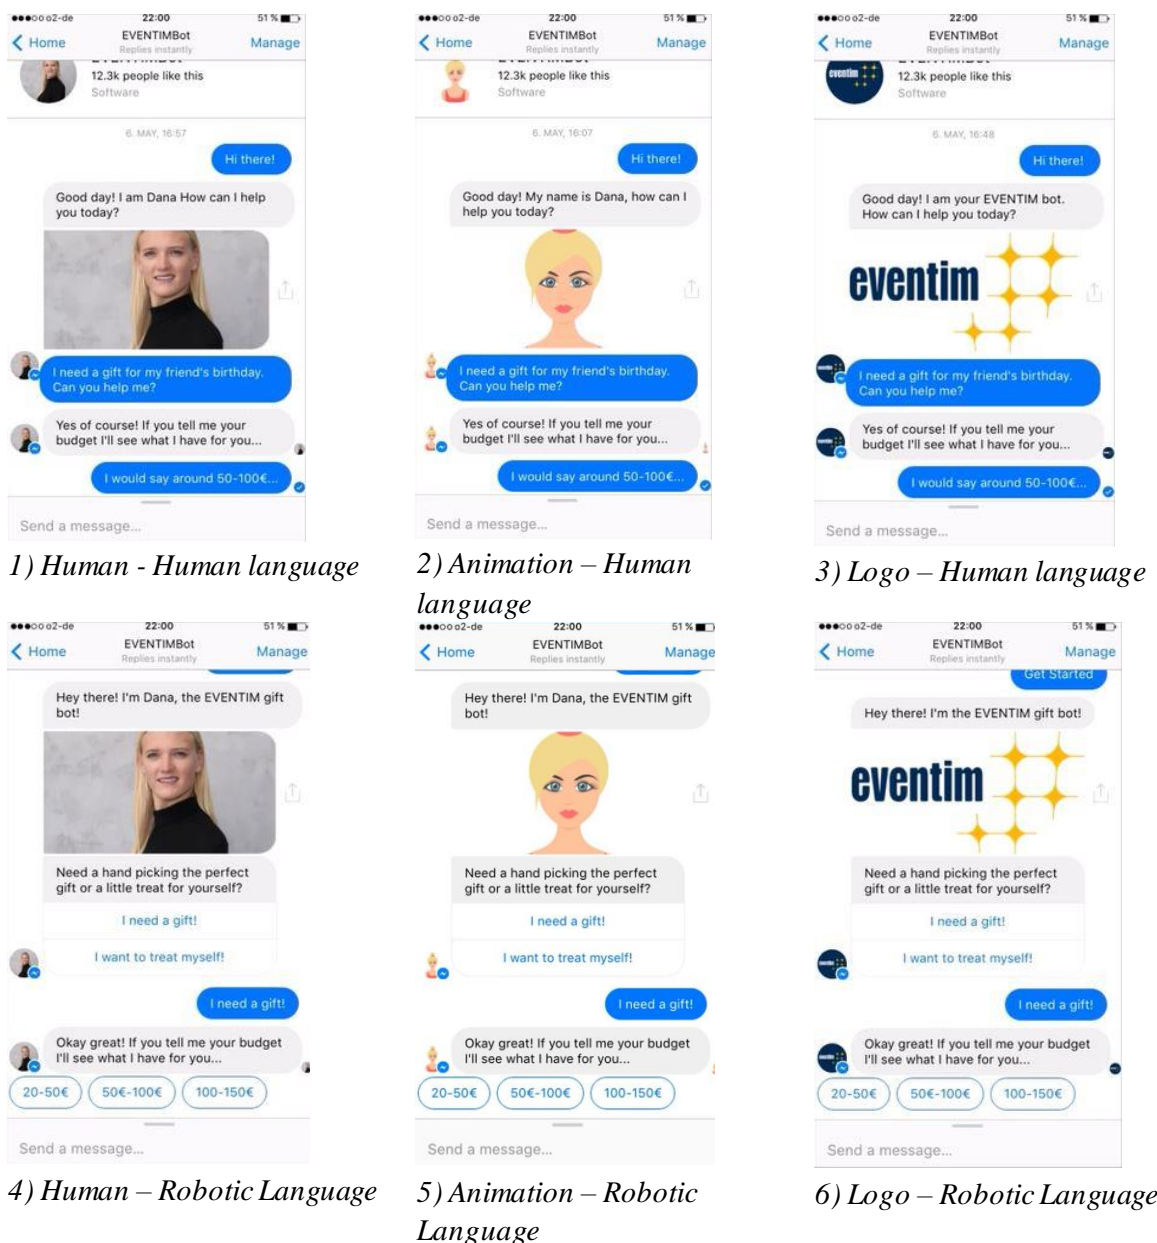 o2-de 22:00 51 %
Home EVENTIMBot Manage
Replies instantly
12.3k people like this
Software
6. MAY, 16:57
Hi there!
Good day! I am Dana How can I help
you today?
I need a gift for my friend's birthday.
Can you help me?
Yes of course! If you tell me your
budget I'll see what I have for you...
I would say around 50-100€...
Send a message...
1) Human - Human language
o2-de 22:00 51 %
Home EVENTIMBot Manage
Replies instantly
12.3k people like this
Software
6. MAY, 16:07
Hi there!
Good day! My name is Dana, how can I
help you today?
I need a gift for my friend's birthday.
Can you help me?
Yes of course! If you tell me your
budget I'll see what I have for you...
I would say around 50-100€...
Send a message...
2) Animation – Human
language
o2-de 22:00 51 %
Home EVENTIMBot Manage
Replies instantly
eventim
12.3k people like this
Software
6. MAY, 16:48
Hi there!
Good day! I am your EVENTIM bot.
How can I help you today?
eventim
I need a gift for my friend's birthday.
Can you help me?
Yes of course! If you tell me your
budget I'll see what I have for you...
I would say around 50-100€...
Send a message...
3) Logo – Human language
o2-de 22:00 51 %
Home EVENTIMBot Manage
Replies instantly
Hey there! I'm Dana, the EVENTIM gift
bot!
Need a hand picking the perfect
gift or a little treat for yourself?
I need a gift!
I want to treat myself!
I need a gift!
Okay great! If you tell me your budget
I'll see what I have for you...
20-50€ 50€-100€ 100-150€
Send a message...
4) Human – Robotic Language
o2-de 22:00 51 %
Home EVENTIMBot Manage
Replies instantly
Hey there! I'm Dana, the EVENTIM gift
bot!
Need a hand picking the perfect
gift or a little treat for yourself?
I need a gift!
I want to treat myself!
I need a gift!
Okay great! If you tell me your budget
I'll see what I have for you...
20-50€ 50€-100€ 100-150€
Send a message...
5) Animation – Robotic
Language
o2-de 22:00 51 %
Home EVENTIMBot Manage
Replies instantly
Get Started
Hey there! I'm the EVENTIM gift bot!
eventim
Need a hand picking the perfect
gift or a little treat for yourself?
I need a gift!
I want to treat myself!
I need a gift!
Okay great! If you tell me your budget
I'll see what I have for you...
20-50€ 50€-100€ 100-150€
Send a message...
6) Logo – Robotic Language